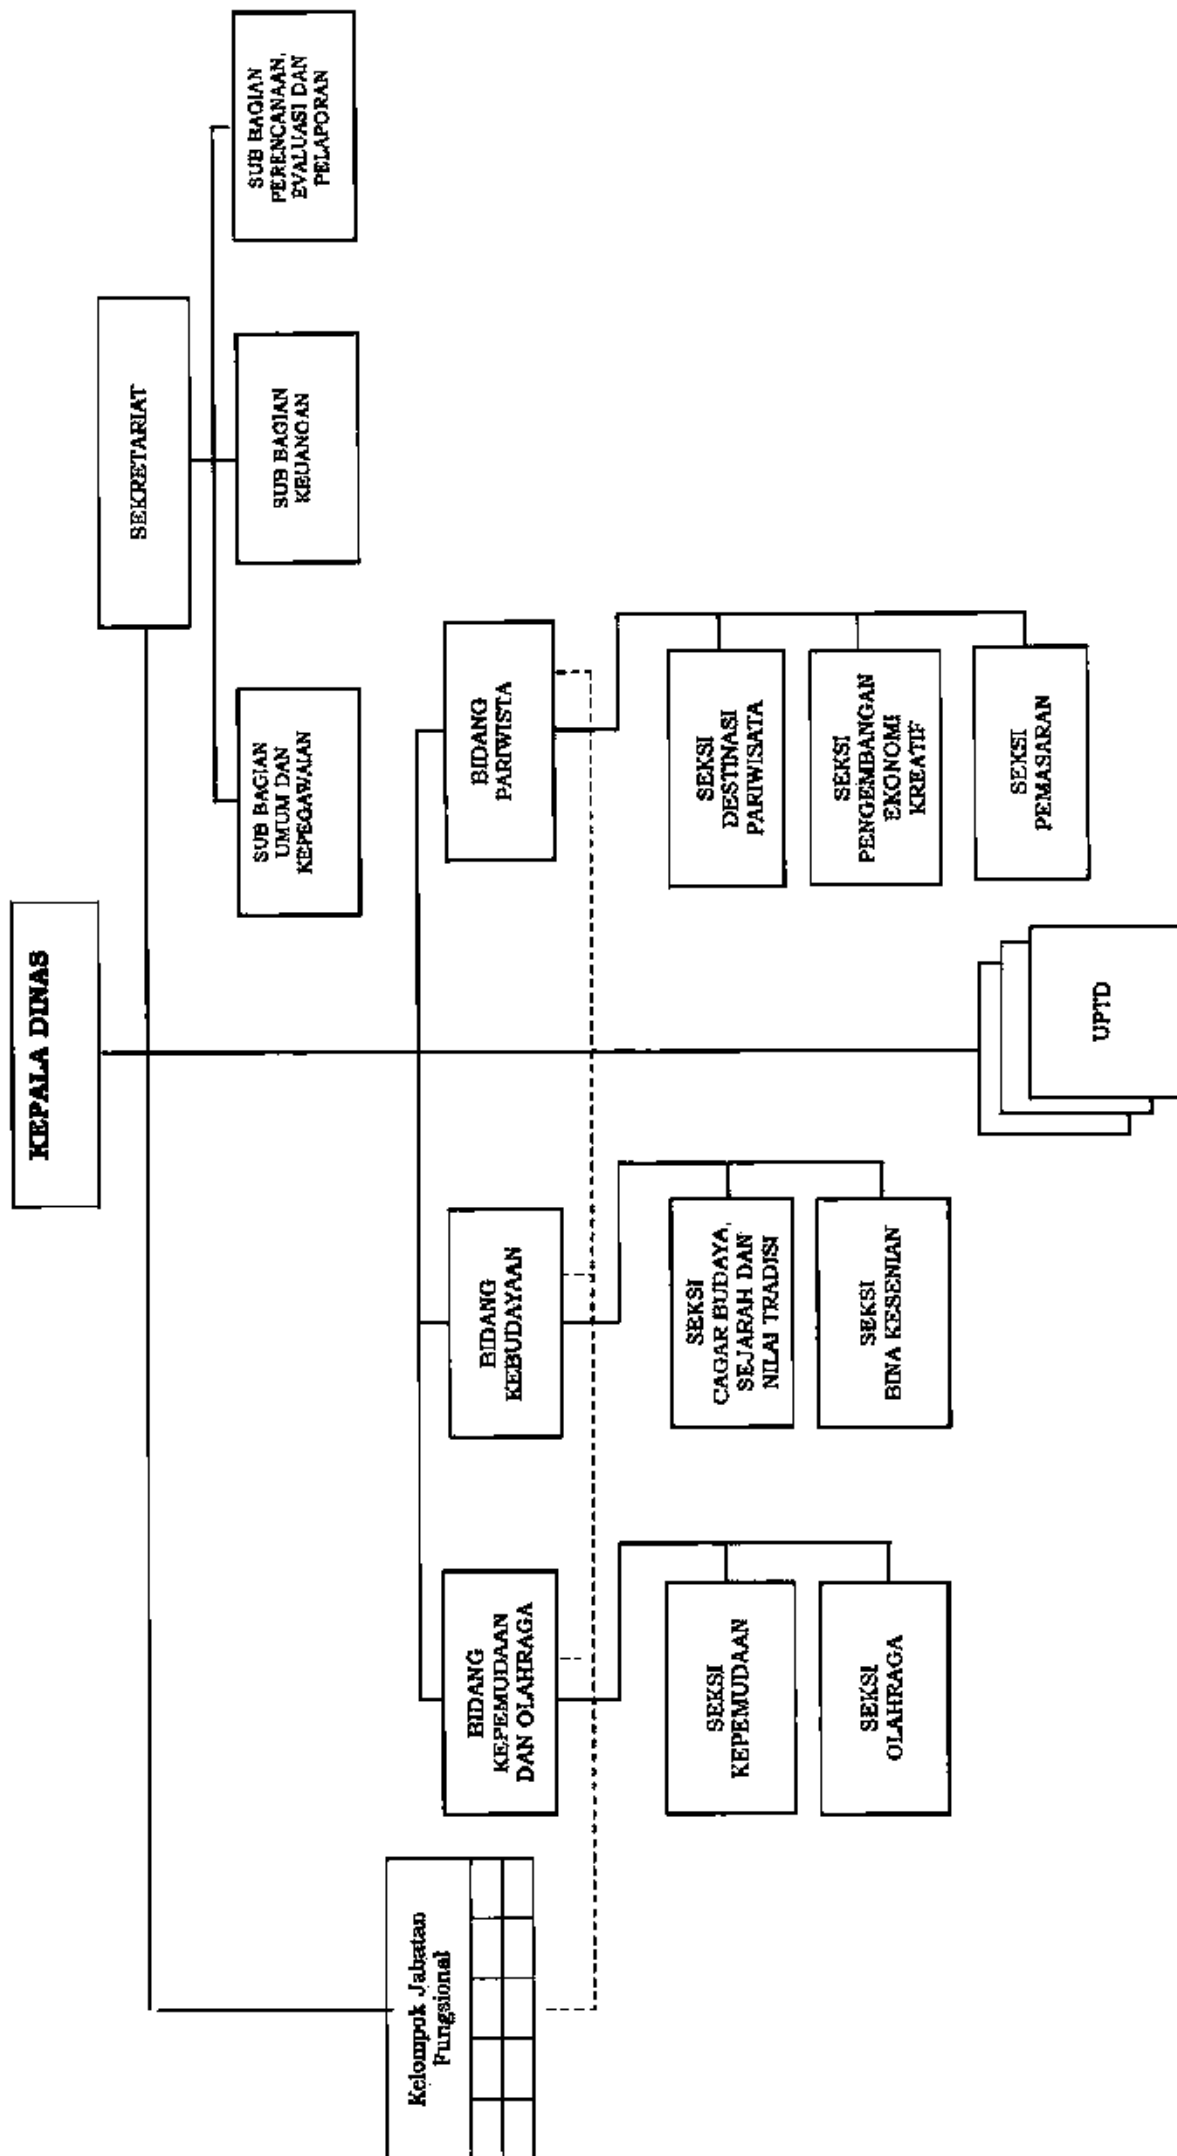 KEPALA DINAS
SEKRETARIAT
Kelompok Jabatan
Fungsional
SUB BAGIAN
UMUM DAN
KEPEGAWAIAN
SUB BAGIAN
KEUANGAN
SUB BAGIAN
PERENCANAAN,
EVALUASI DAN
PELAPORAN
BIDANG
KEPEMUDAAN
DAN OLAHRAGA
BIDANG
KEBUDAYAAN
BIDANG
PARIWISTA
SEKSI
KEPEMUDAAN
SEKSI
OLAHRAGA
SEKSI
CAGAR BUDAYA,
SEJARAH DAN
NILAI TRADISI
SEKSI
BINA KESENIAN
SEKSI
DESTINASI
PARIWISATA
SEKSI
PENGEMBANGAN
EKONOMI
KREATIF
SEKSI
PEMASARAN
UPTD